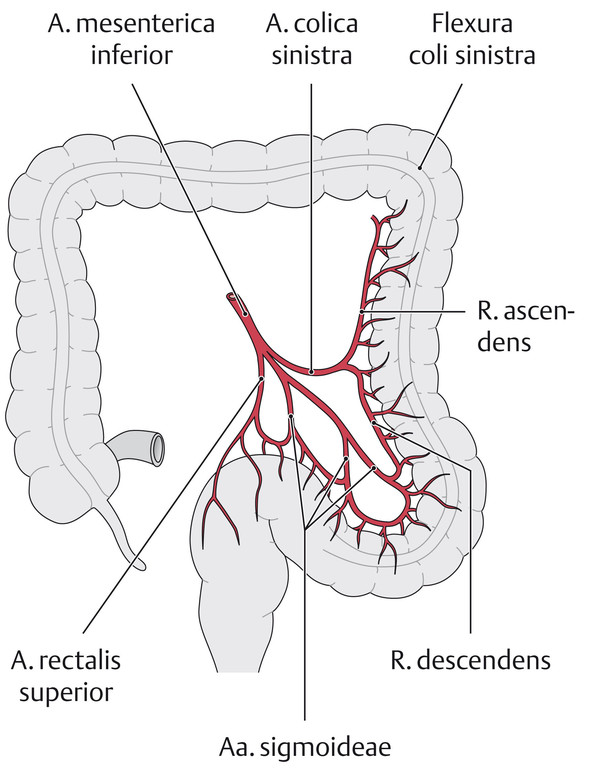 A. mesenterica
inferior
A. colica
sinistra
Flexura
coli sinistra
R. ascen-
dens
A. rectalis
superior
R. descendens
Aa. sigmoideae